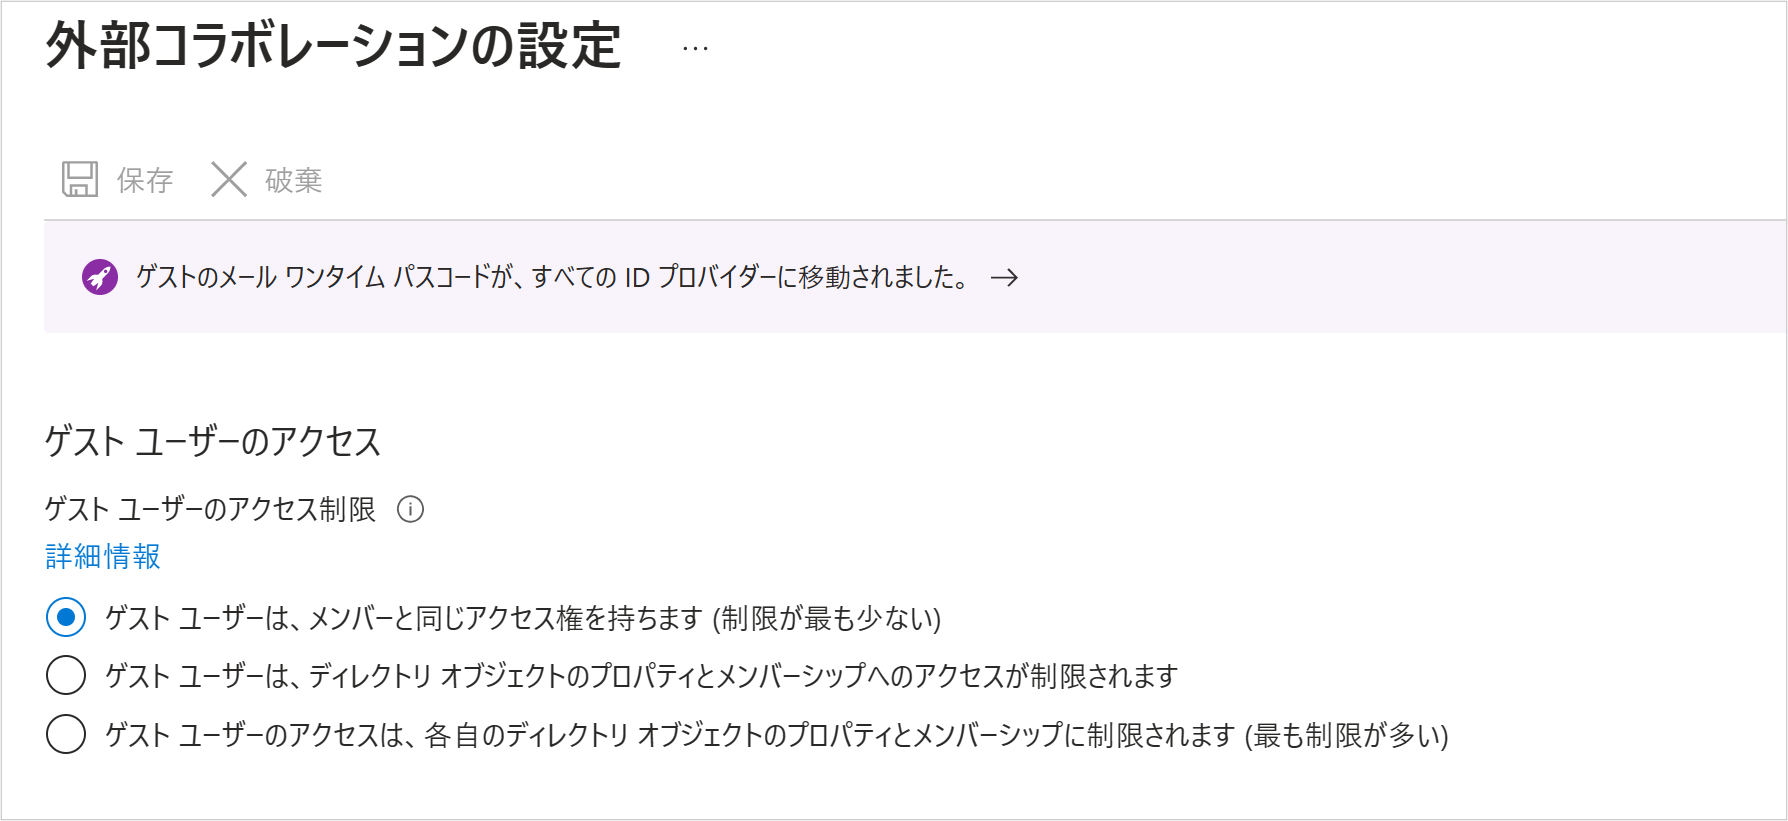 外部コラボレーションの設定 …
保存 破棄
ゲストのメール ワンタイム パスコードが、すべての ID プロバイダーに移動されました。 →
ゲスト ユーザーのアクセス
ゲスト ユーザーのアクセス制限
詳細情報
ゲスト ユーザーは、メンバーと同じアクセス権を持ちます (制限が最も少ない)
ゲスト ユーザーは、ディレクトリ オブジェクトのプロパティとメンバーシップへのアクセスが制限されます
ゲスト ユーザーのアクセスは、各自のディレクトリ オブジェクトのプロパティとメンバーシップに制限されます (最も制限が多い)